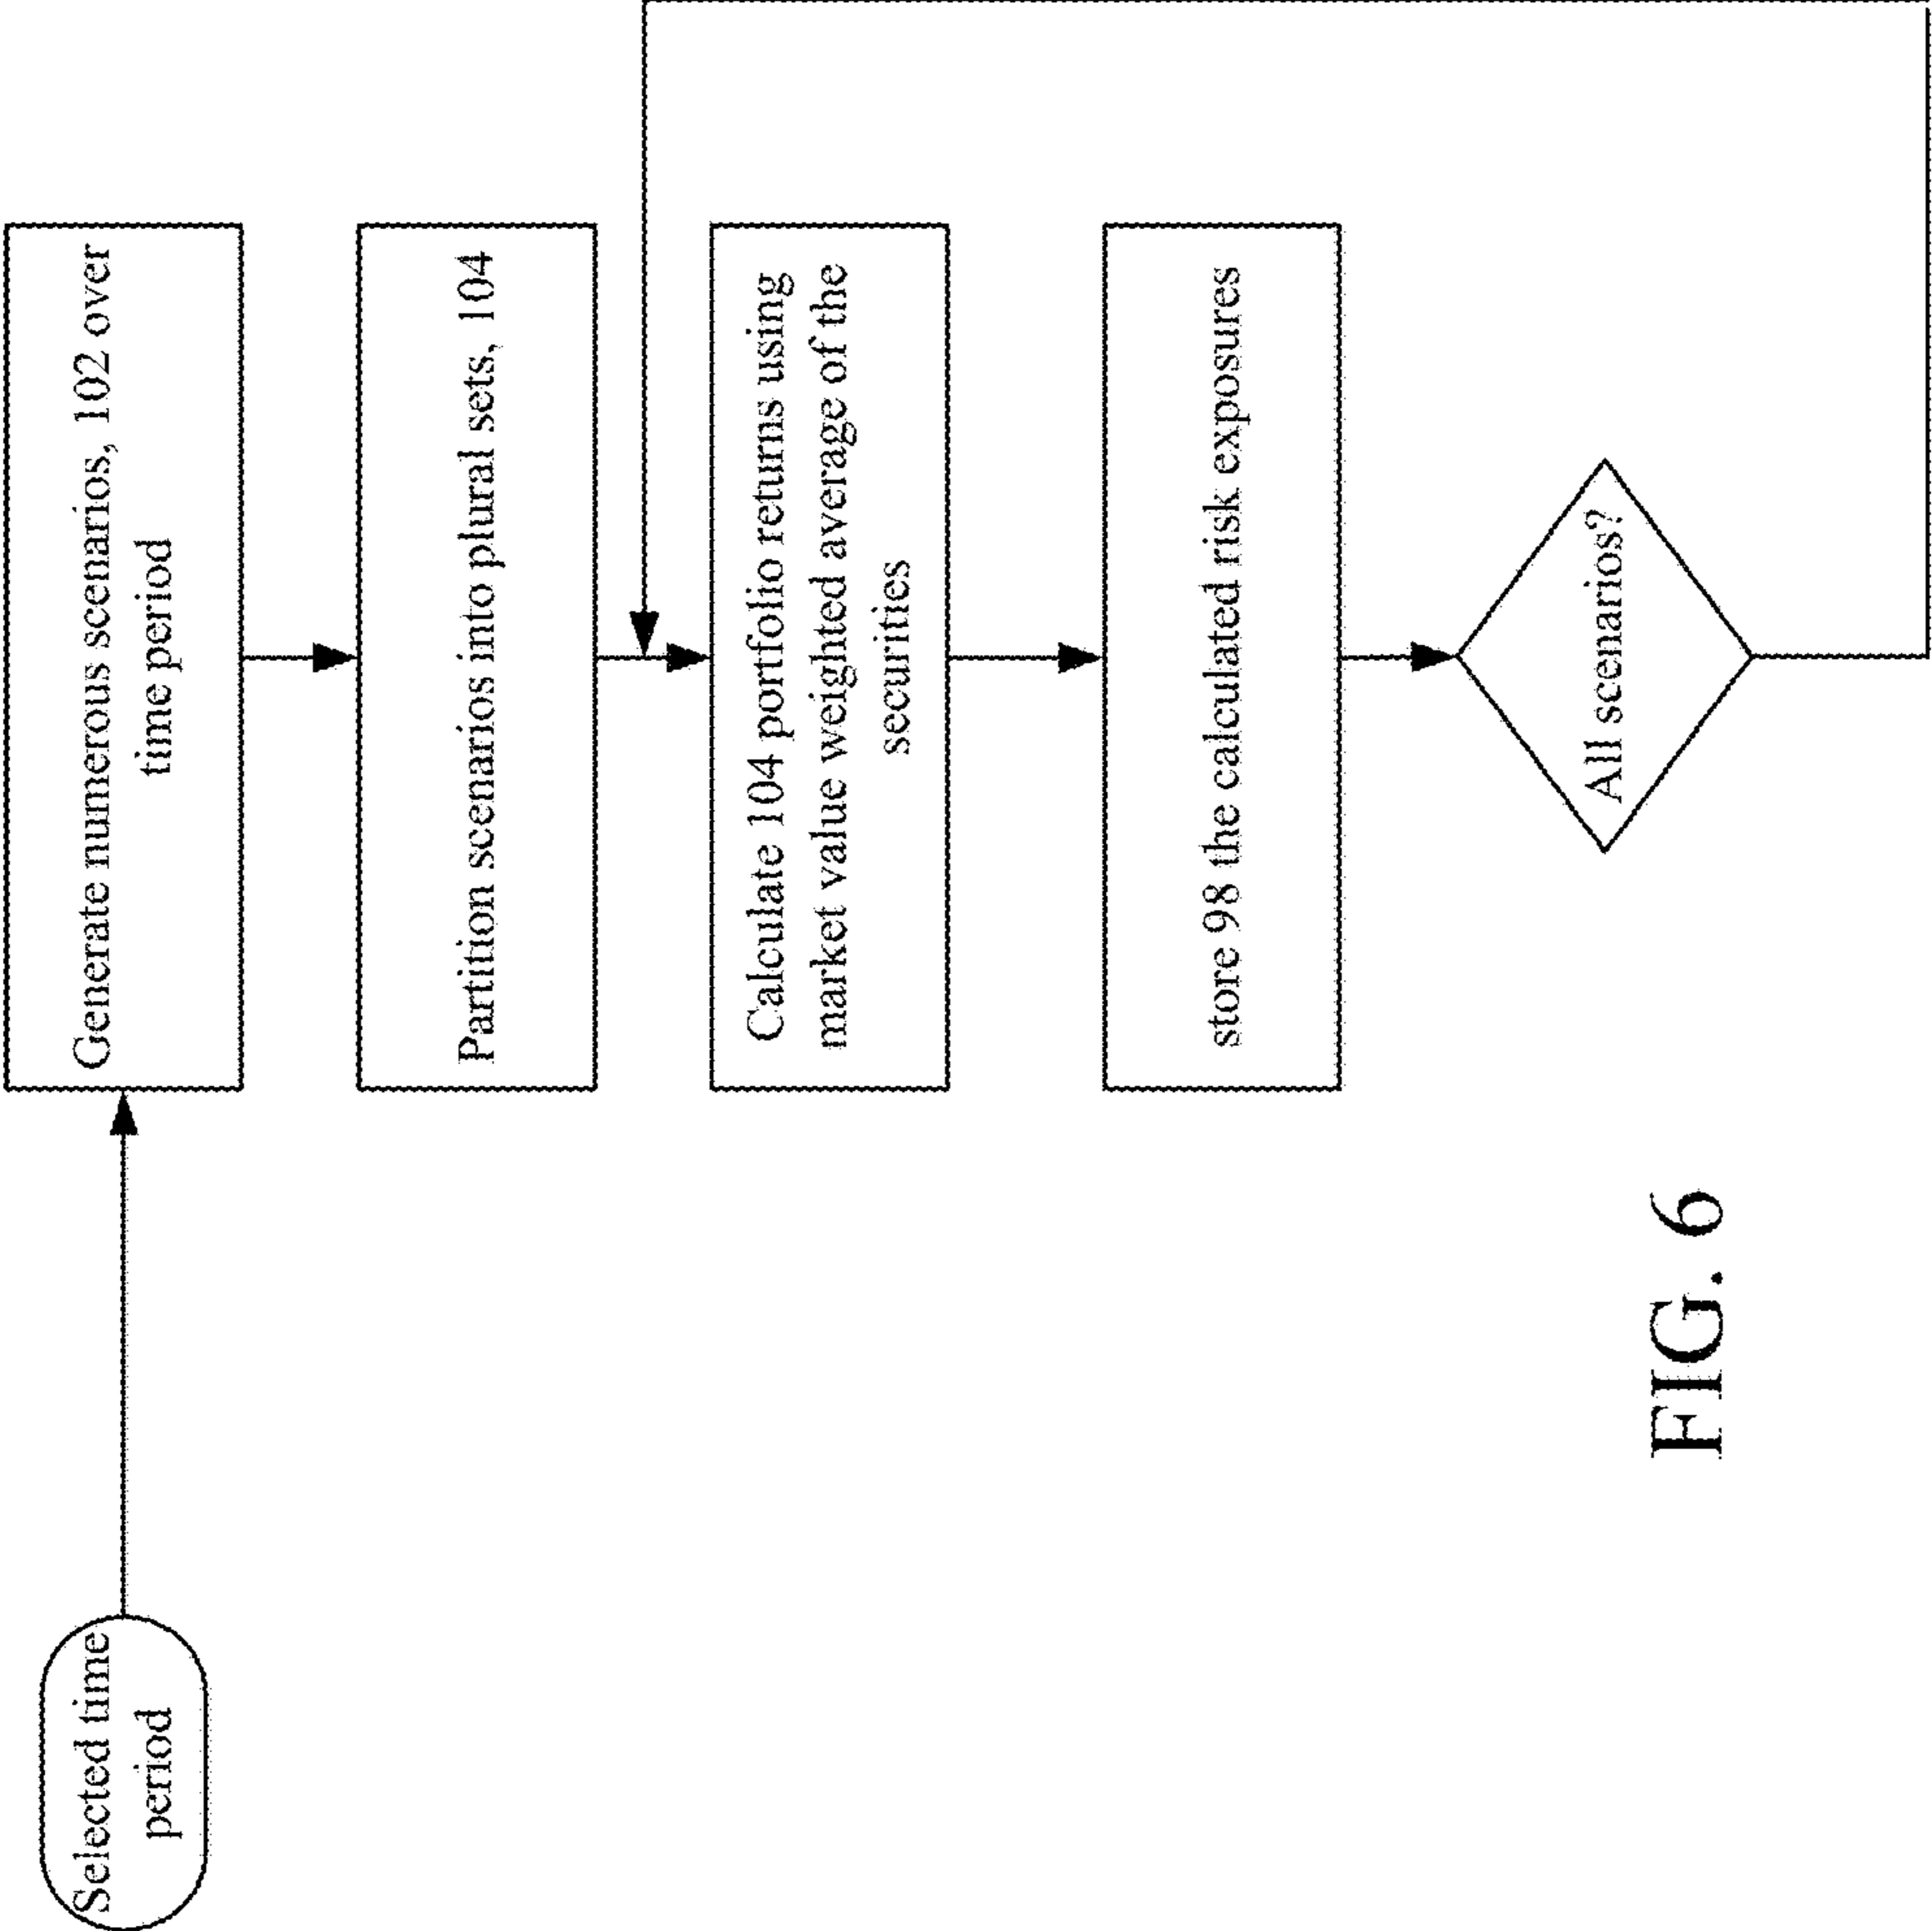 Selected time
period
Generate numerous scenarios, 102 over
time period
Partition scenarios into plural sets, 104
Calculate 104 portfolio returns using
market value weighted average of the
securities
store 98 the calculated risk exposures
All scenarios?
FIG. 6